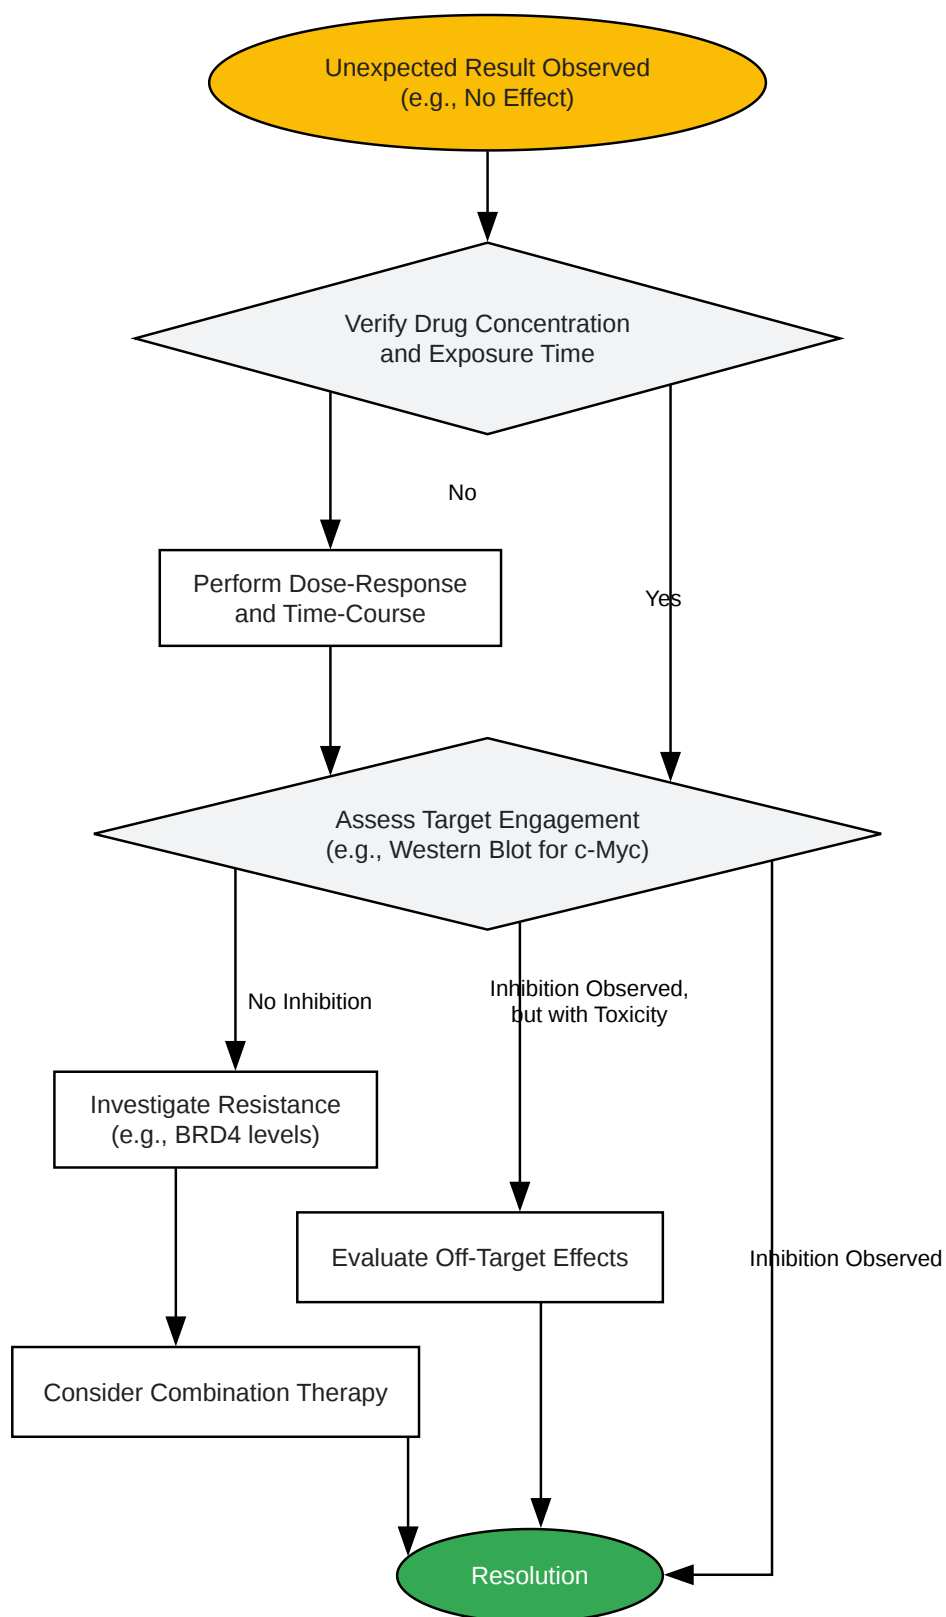 Unexpected Result Observed
(e.g., No Effect)
Verify Drug Concentration
and Exposure Time
No
Perform Dose-Response
and Time-Course
Yes
Assess Target Engagement
(e.g., Western Blot for c-Myc)
No Inhibition
Inhibition Observed,
but with Toxicity
Investigate Resistance
(e.g., BRD4 levels)
Evaluate Off-Target Effects
Inhibition Observed
Consider Combination Therapy
Resolution